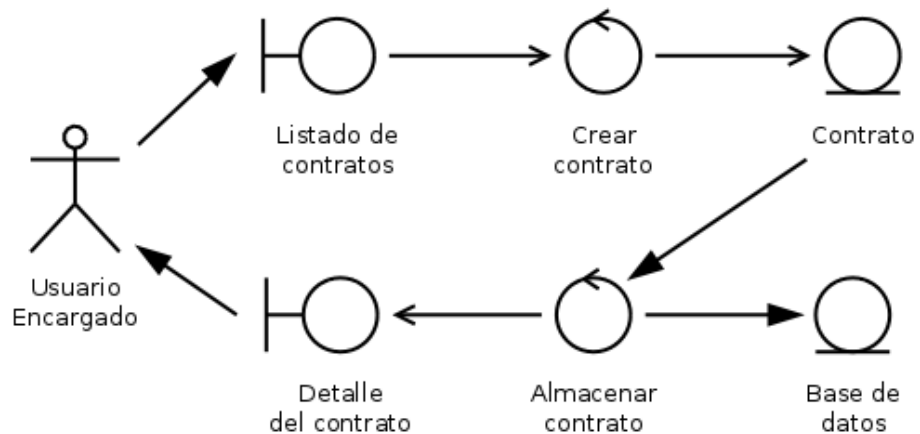 Listado de
contratos
Crear
contrato
Contrato
Usuario
Encargado
Detalle
del contrato
Almacenar
contrato
Base de
datos